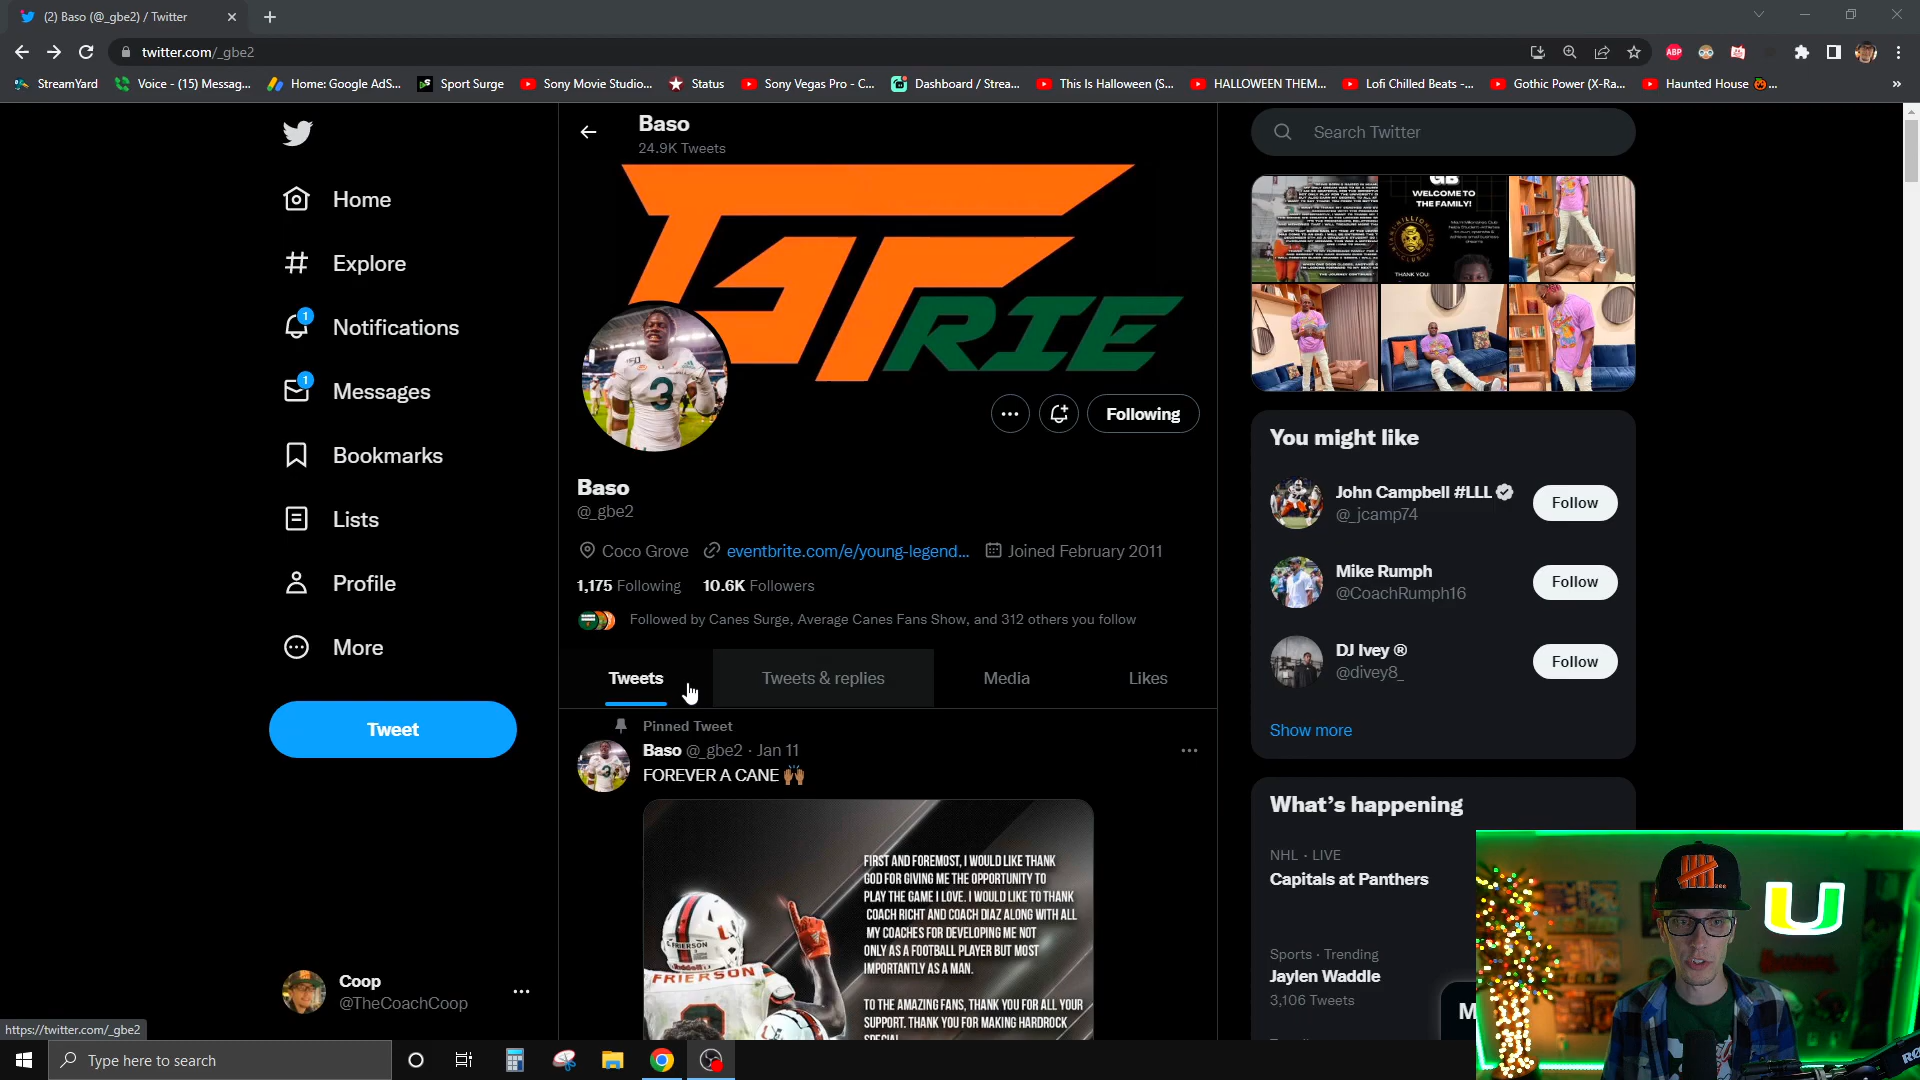 (2) Baso (@_gbe2) / Twitter
twitter.com/_gbe2
StreamYard
Voice - (15) Messag...
Home: Google AdS...
Sport Surge
Sony Movie Studio...
Status
Sony Vegas Pro - C...
Dashboard / Strea...
This Is Halloween (S...
HALLOWEEN THEM...
Lofi Chilled Beats -...
Gothic Power (X-Ra...
Haunted House 🎃...
Home
Explore
1
Notifications
1
Messages
Bookmarks
Lists
Profile
More
Tweet
Coop
@TheCoachCoop
https://twitter.com/_gbe2
Type here to search
Baso
24.9K Tweets
RIE
3
Following
Baso
@_gbe2
Coco Grove
eventbrite.com/e/young-legend...
Joined February 2011
1,175 Following 10.6K Followers
Followed by Canes Surge, Average Canes Fans Show, and 312 others you follow
Tweets
Tweets & replies
Media
Likes
Pinned Tweet
Baso @_gbe2 · Jan 11
FOREVER A CANE 🙌🏾
FIRST AND FOREMOST, I WOULD LIKE THANK
GOD FOR GIVING ME THE OPPORTUNITY TO
PLAY THE GAME I LOVE. I WOULD LIKE TO THANK
COACH RICHT AND COACH DIAZ ALONG WITH ALL
MY COACHES FOR DEVELOPING ME NOT
ONLY AS A FOOTBALL PLAYER BUT MOST
IMPORTANTLY AS A MAN.
TO THE AMAZING FANS, THANK YOU FOR ALL YOUR
SUPPORT. THANK YOU FOR MAKING HARDROCK
SPECIAL
FRIERSON
FRIERSON
Search Twitter
GB
WELCOME TO
THE FAMILY!
THANK YOU:
You might like
John Campbell #LLL
@_jcamp74
Follow
Mike Rumph
@CoachRumph16
Follow
DJ Ivey ®
@divey8_
Follow
Show more
What's happening
NHL · LIVE
Capitals at Panthers
Sports · Trending
Jaylen Waddle
3,106 Tweets
M
U
ABP